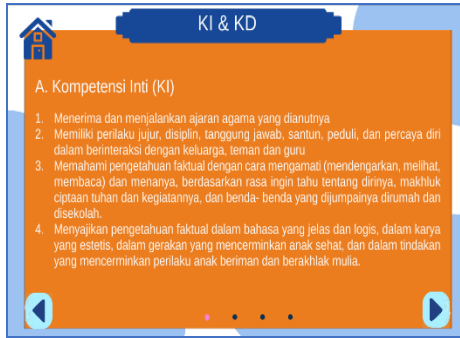 KI & KD
A. Kompetensi Inti (KI)
1. Menerima dan menjalankan ajaran agama yang dianutnya
2. Memiliki perilaku jujur, disiplin, tanggung jawab, santun, peduli, dan percaya diri
dalam berinteraksi dengan keluarga, teman dan guru
3. Memahami pengetahuan faktual dengan cara mengamati (mendengarkan, melihat,
membaca) dan menanya, berdasarkan rasa ingin tahu tentang dirinya, makhluk
ciptaan tuhan dan kegiatannya, dan benda- benda yang dijumpainya dirumah dan
disekolah.
4. Menyajikan pengetahuan faktual dalam bahasa yang jelas dan logis, dalam karya
yang estetis, dalam gerakan yang mencerminkan anak sehat, dan dalam tindakan
yang mencerminkan perilaku anak beriman dan berakhlak mulia.